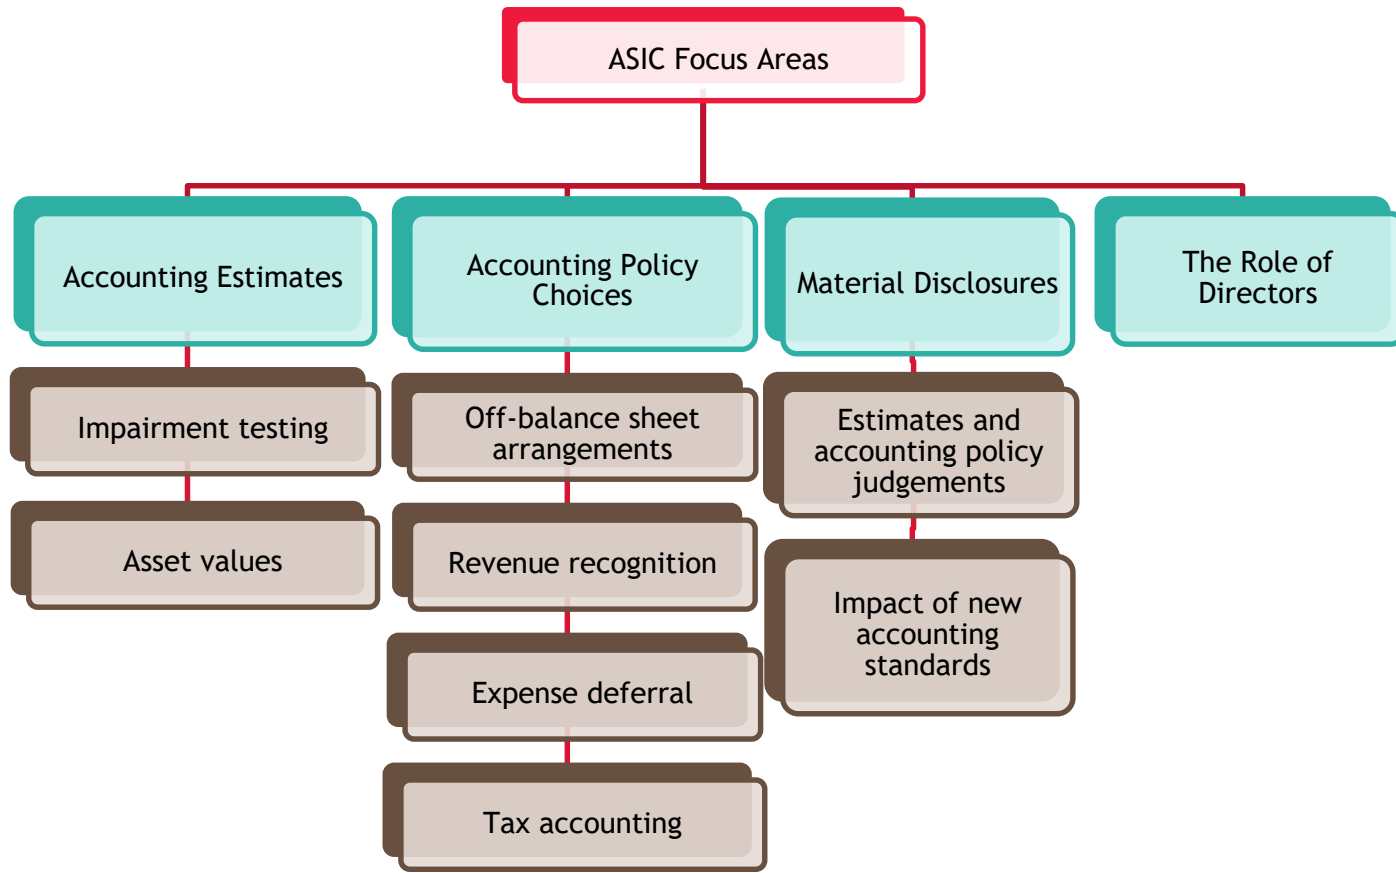 ASIC Focus Areas
Accounting Estimates
Impairment testing
Asset values
Accounting Policy
Choices
Off-balance sheet
arrangements
Revenue recognition
Expense deferral
Tax accounting
Material Disclosures
Estimates and
accounting policy
judgements
Impact of new
accounting
standards
The Role of
Directors